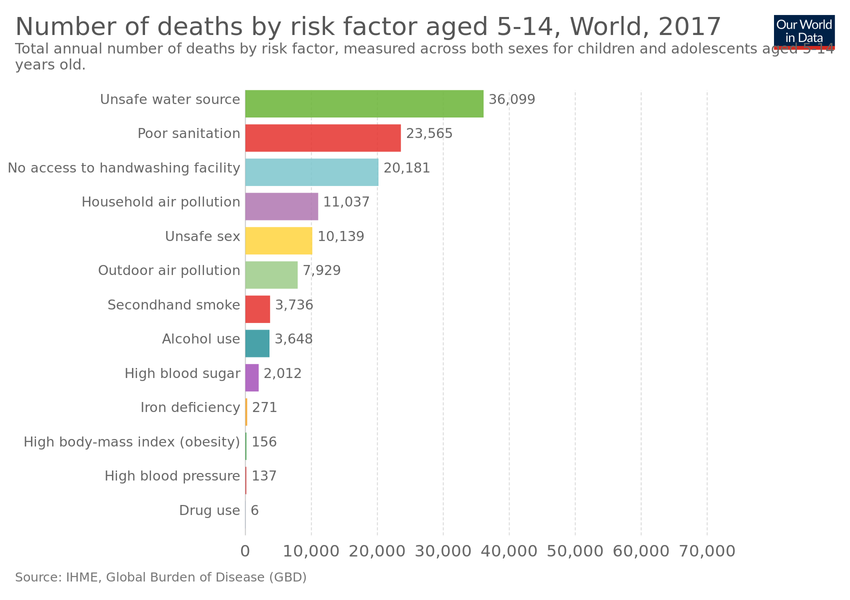 Number of deaths by risk factor aged 5-14, World, 2017
Our World
in Data
Total annual number of deaths by risk factor, measured across both sexes for children and adolescents aged 5-14
years old.
Unsafe water source 36,099
Poor sanitation 23,565
No access to handwashing facility 20,181
Household air pollution 11,037
Unsafe sex 10,139
Outdoor air pollution 7,929
Secondhand smoke 3,736
Alcohol use 3,648
High blood sugar 2,012
Iron deficiency 271
High body-mass index (obesity) 156
High blood pressure 137
Drug use 6
0 10,000 20,000 30,000 40,000 50,000 60,000 70,000
Source: IHME, Global Burden of Disease (GBD)